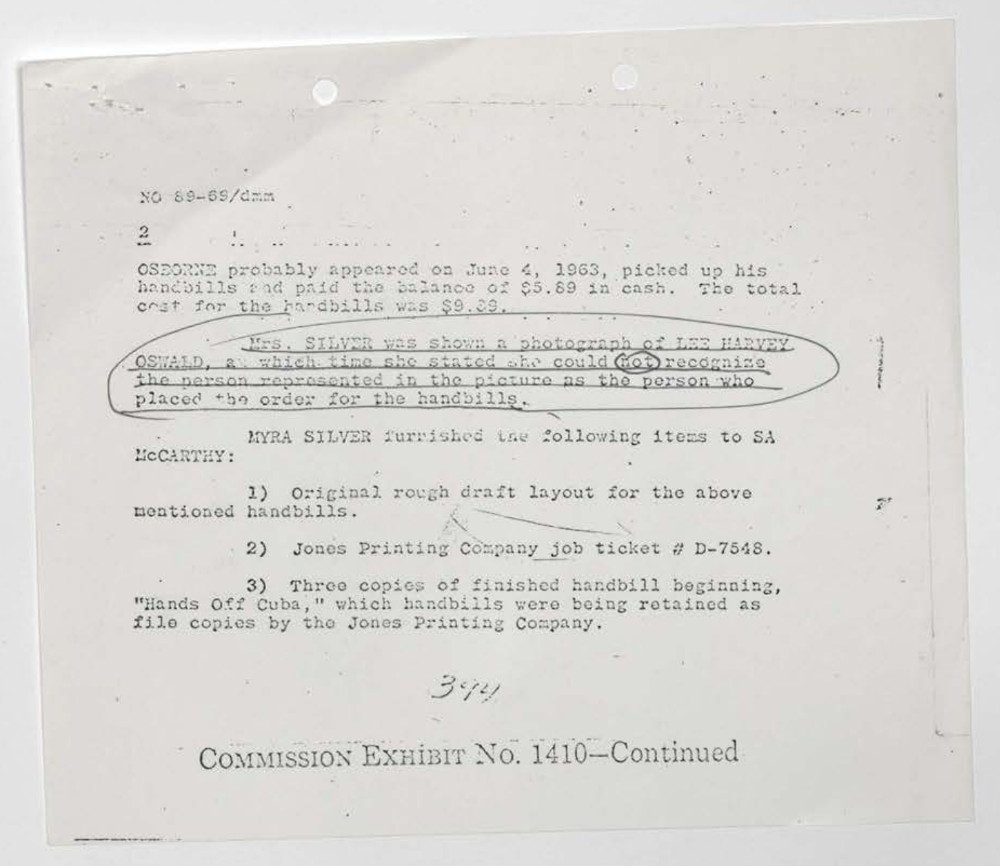 NO 89-69/dmm
2
OSBORNE probably appeared on June 4, 1963, picked up his
handbills and paid the balance of $5.89 in cash. The total
cost for the handbills was $9.89.
Mrs. SILVER was shown a photograph of LEE HARVEY
OSWALD, at which time she stated she could not recognize
the person represented in the picture as the person who
placed the order for the handbills.
MYRA SILVER furnished the following items to SA
McCARTHY:
1) Original rough draft layout for the above
mentioned handbills.
2) Jones Printing Company job ticket # D-7548.
3) Three copies of finished handbill beginning,
"Hands Off Cuba," which handbills were being retained as
file copies by the Jones Printing Company.
394
COMMISSION EXHIBIT No. 1410—Continued